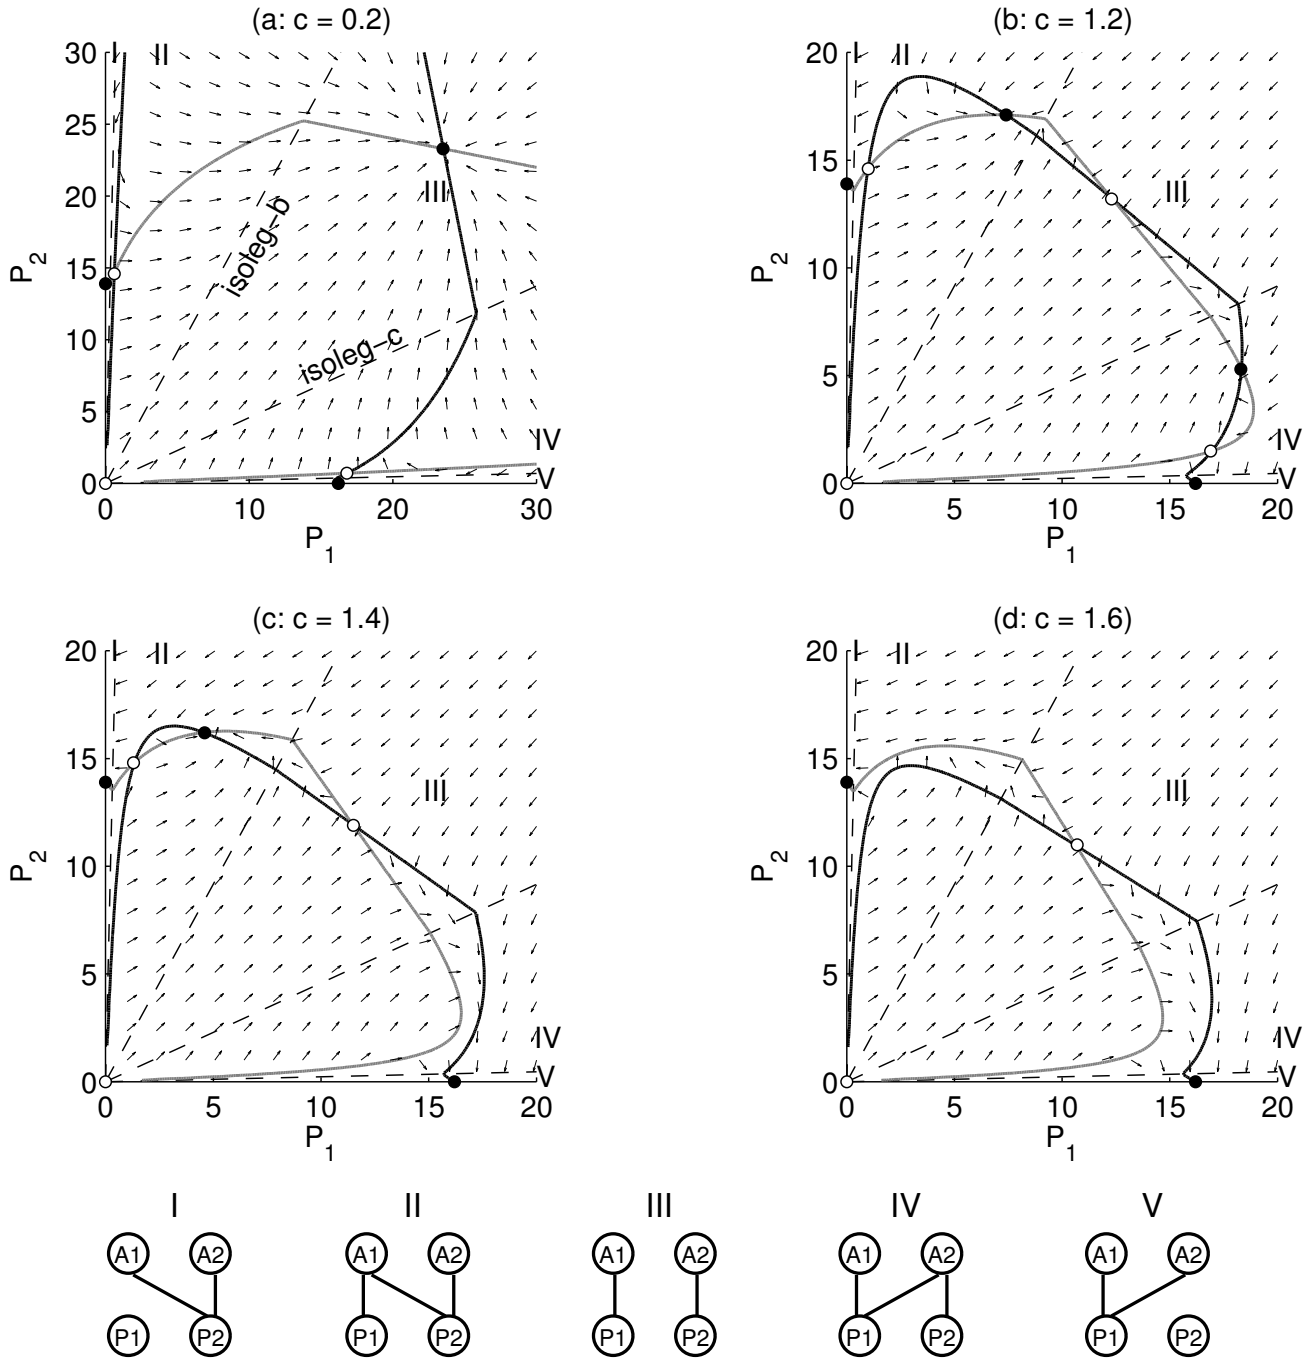 (a: c = 0.2)
I II
30
25
20
15
10
5
0
P2
isoleg-b
isoleg-c
III
IV
V
0 10 20 30
P1
(b: c = 1.2)
I II
20
15
10
5
0
P2
III
IV
V
0 5 10 15 20
P1
(c: c = 1.4)
I II
20
15
10
5
0
P2
III
IV
V
0 5 10 15 20
P1
(d: c = 1.6)
I II
20
15
10
5
0
P2
III
IV
V
0 5 10 15 20
P1
I II III IV V
A1 A2 A1 A2 A1 A2 A1 A2 A1 A2
P1 P2 P1 P2 P1 P2 P1 P2 P1 P2